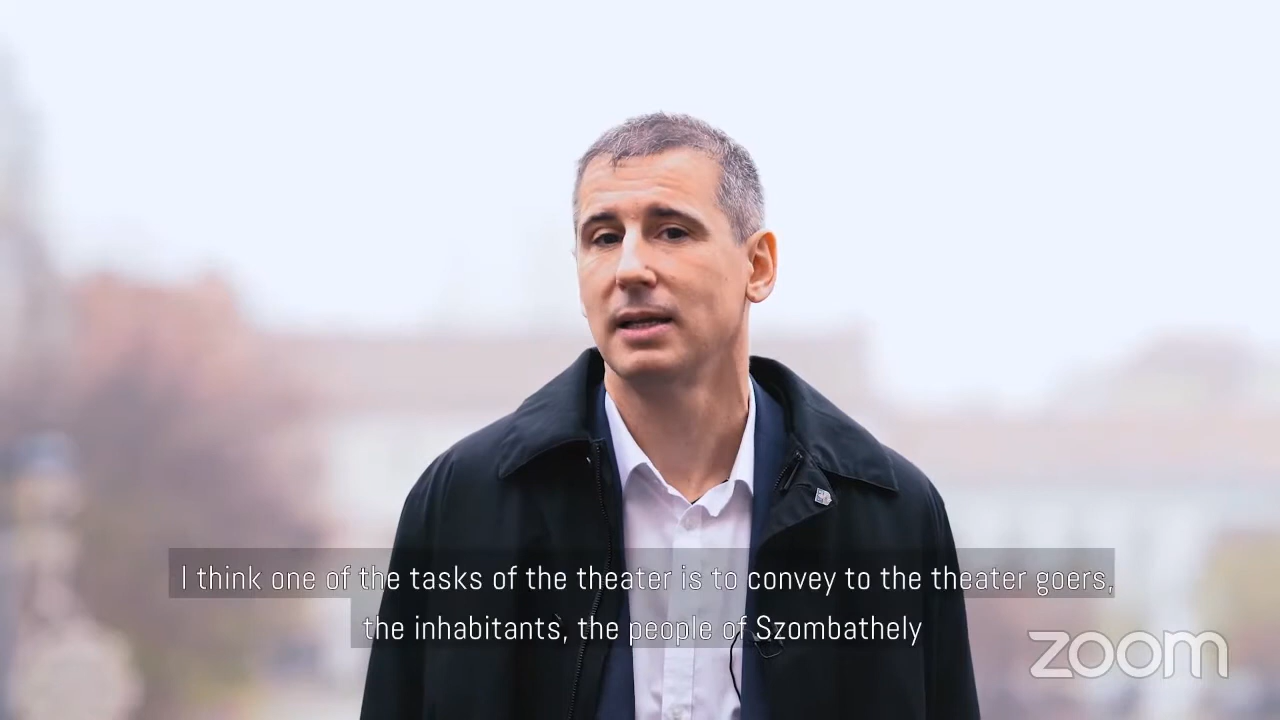 I think one of the tasks of the theater is to convey to the theater goers,
the inhabitants, the people of Szombathely
zoom